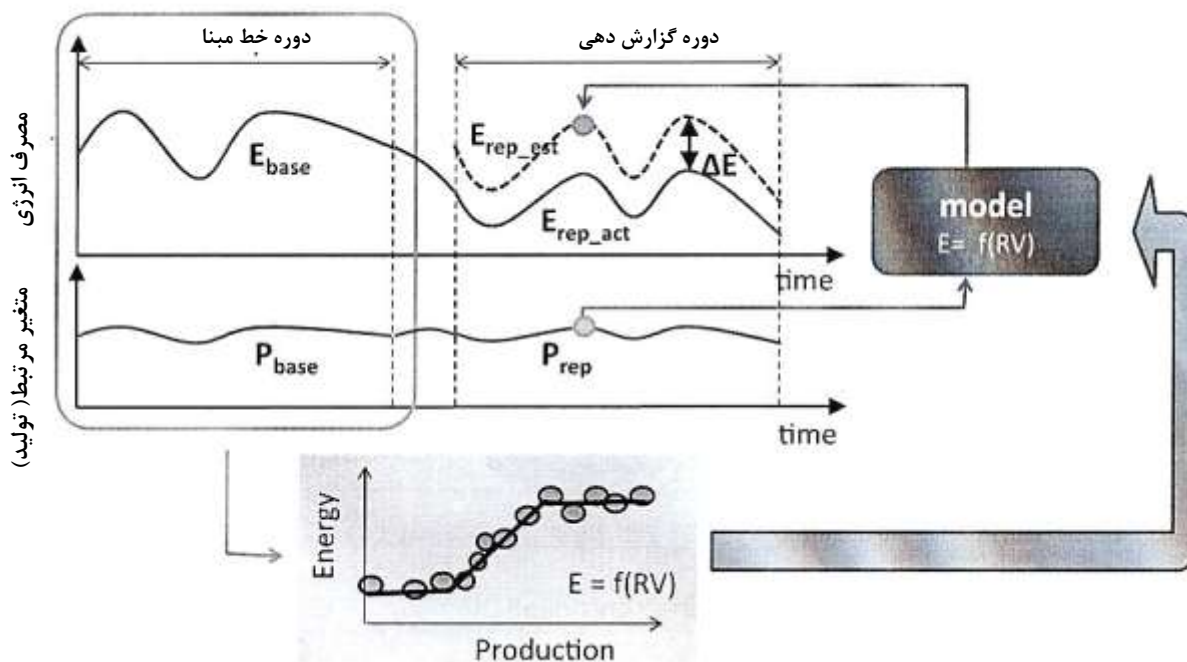 دوره خط مبنا
دوره گزارش دهی
مصرف انرژی
E_base
E_rep_est
ΔE
E_rep_act
time
model
E= f(RV)
متغیر مرتبط( تولید)
P_base
P_rep
time
Energy
E = f(RV)
Production